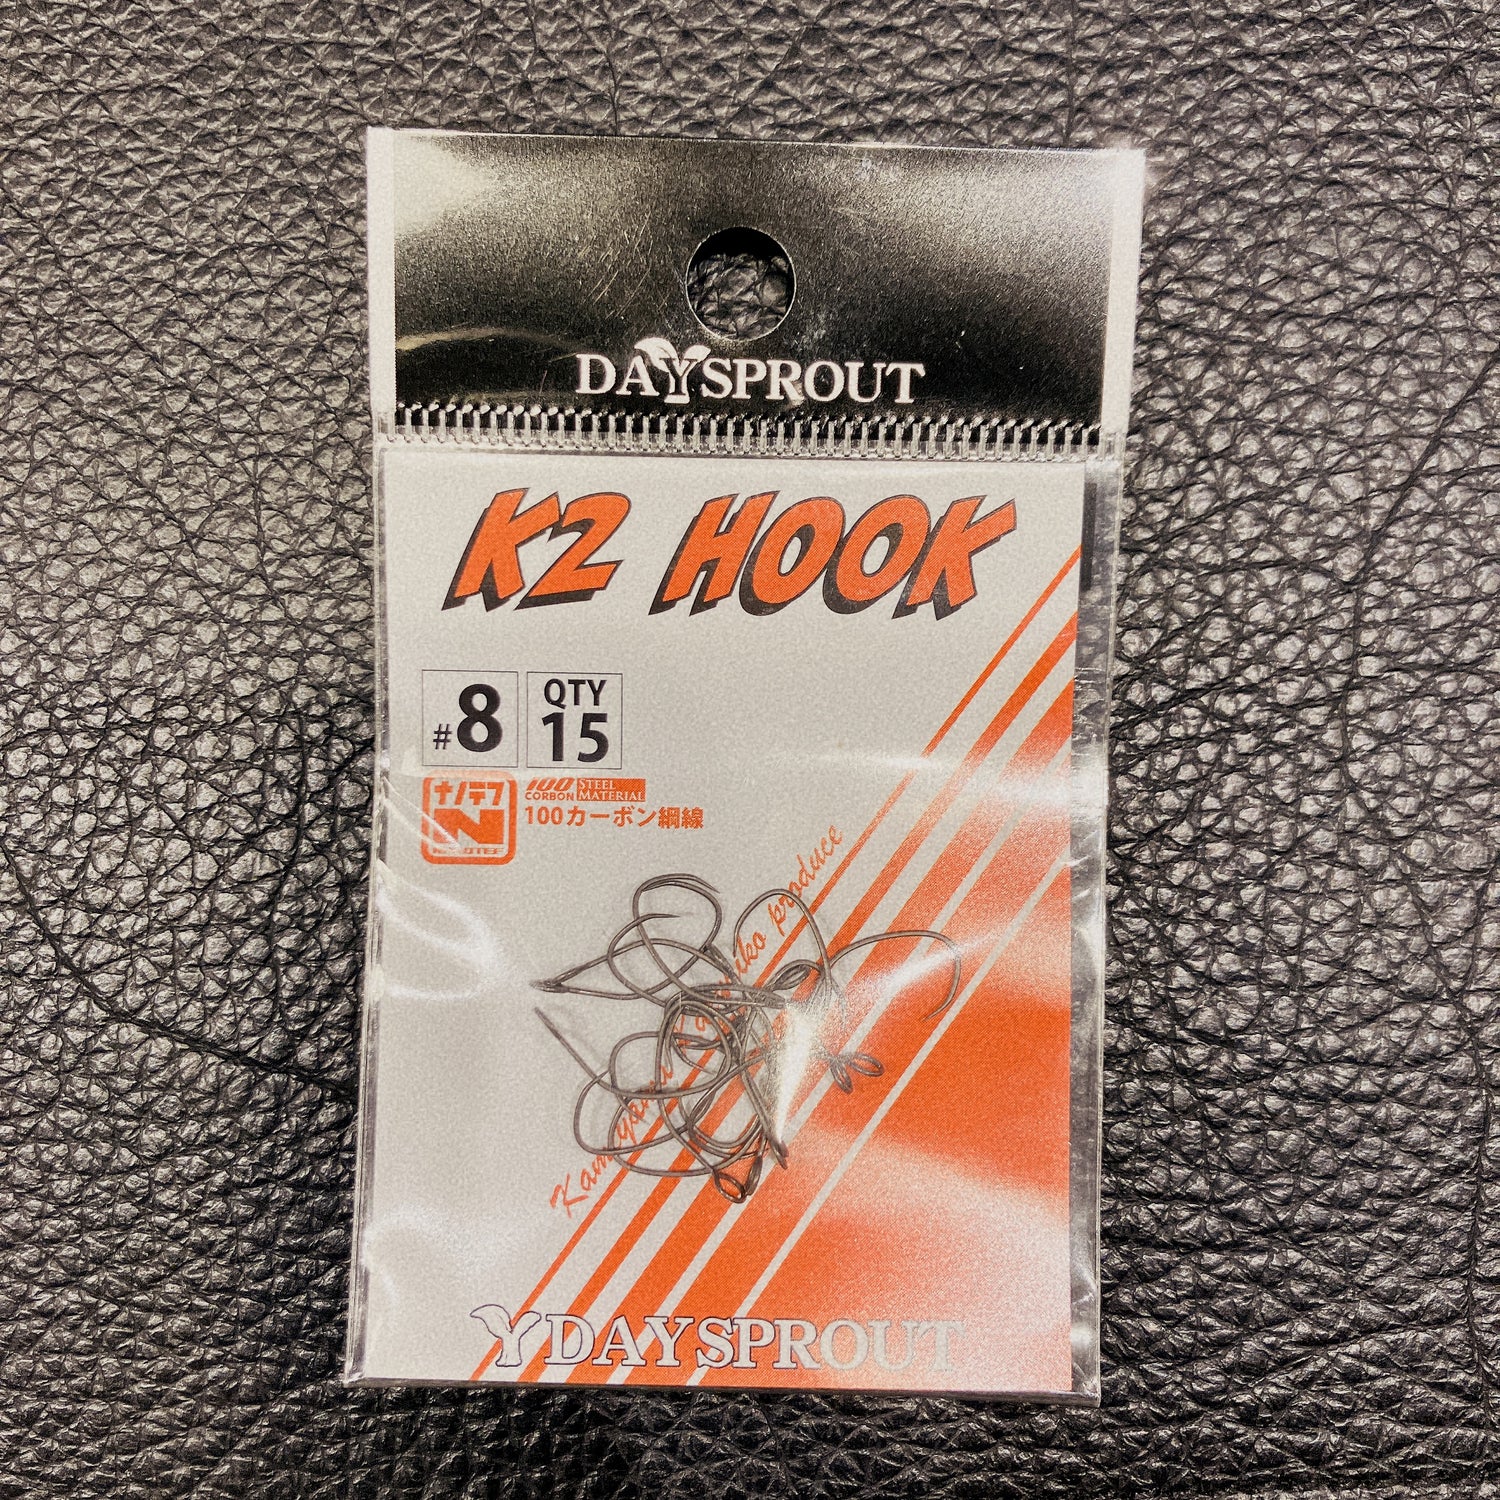 DAYSPROUT
K2 HOOK
#8
QTY
15
ナノテフ
N
100 STEEL
CORBON MATERIAL
100カーボン鋼線
produce
DAYSPROUT